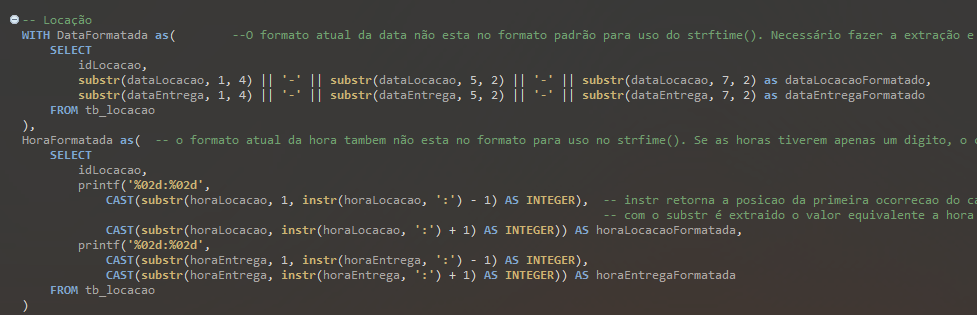 -- Locação
WITH DataFormatada as(        --O formato atual da data não esta no formato padrão para uso do strftime(). Necessário fazer a extração e
    SELECT
        idLocacao,
        substr(dataLocacao, 1, 4) || '-' || substr(dataLocacao, 5, 2) || '-' || substr(dataLocacao, 7, 2) as dataLocacaoFormatado,
        substr(dataEntrega, 1, 4) || '-' || substr(dataEntrega, 5, 2) || '-' || substr(dataEntrega, 7, 2) as dataEntregaFormatado
    FROM tb_locacao
),
HoraFormatada as(  -- o formato atual da hora tambem não esta no formato para uso no strfime(). Se as horas tiverem apenas um digito, o
    SELECT
        idLocacao,
        printf('%02d:%02d',
            CAST(substr(horaLocacao, 1, instr(horaLocacao, ':') - 1) AS INTEGER),  -- instr retorna a posicao da primeira ocorrecao do
                                                                                   -- com o substr é extraido o valor equivalente a hora
            CAST(substr(horaLocacao, instr(horaLocacao, ':') + 1) AS INTEGER)) AS horaLocacaoFormatada,
        printf('%02d:%02d',
            CAST(substr(horaEntrega, 1, instr(horaEntrega, ':') - 1) AS INTEGER),
            CAST(substr(horaEntrega, instr(horaEntrega, ':') + 1) AS INTEGER)) AS horaEntregaFormatada
    FROM tb_locacao
)